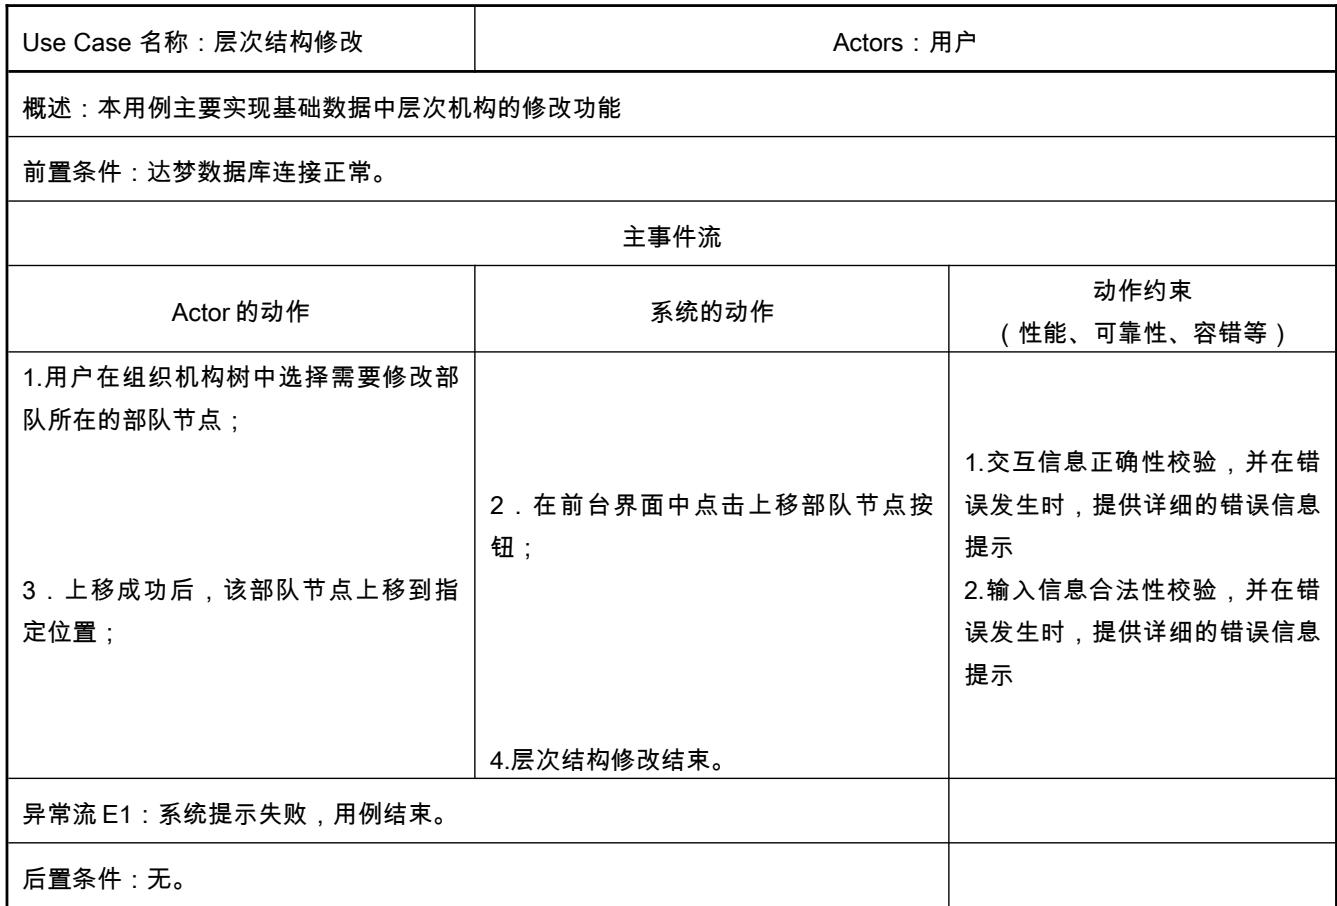 Use Case 名称：层次结构修改
Actors：用户
概述：本用例主要实现基础数据中层次机构的修改功能
前置条件：达梦数据库连接正常。
主事件流
Actor 的动作
系统的动作
动作约束
（性能、可靠性、容错等）
1.用户在组织机构树中选择需要修改部
队所在的部队节点；
2．在前台界面中点击上移部队节点按
钮；
3．上移成功后，该部队节点上移到指
定位置；
4.层次结构修改结束。
1.交互信息正确性校验，并在错
误发生时，提供详细的错误信息
提示
2.输入信息合法性校验，并在错
误发生时，提供详细的错误信息
提示
异常流 E1：系统提示失败，用例结束。
后置条件：无。